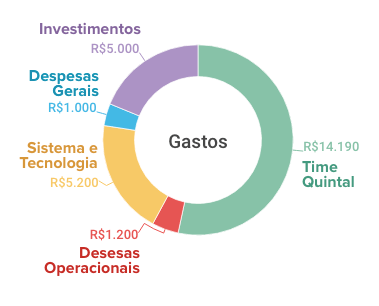 Investimentos
R$5.000
Despesas
Gerais
R$1.000
Sistema e
Tecnologia
R$5.200
R$1.200
Desesas
Operacionais
Gastos
R$14.190
Time
Quintal